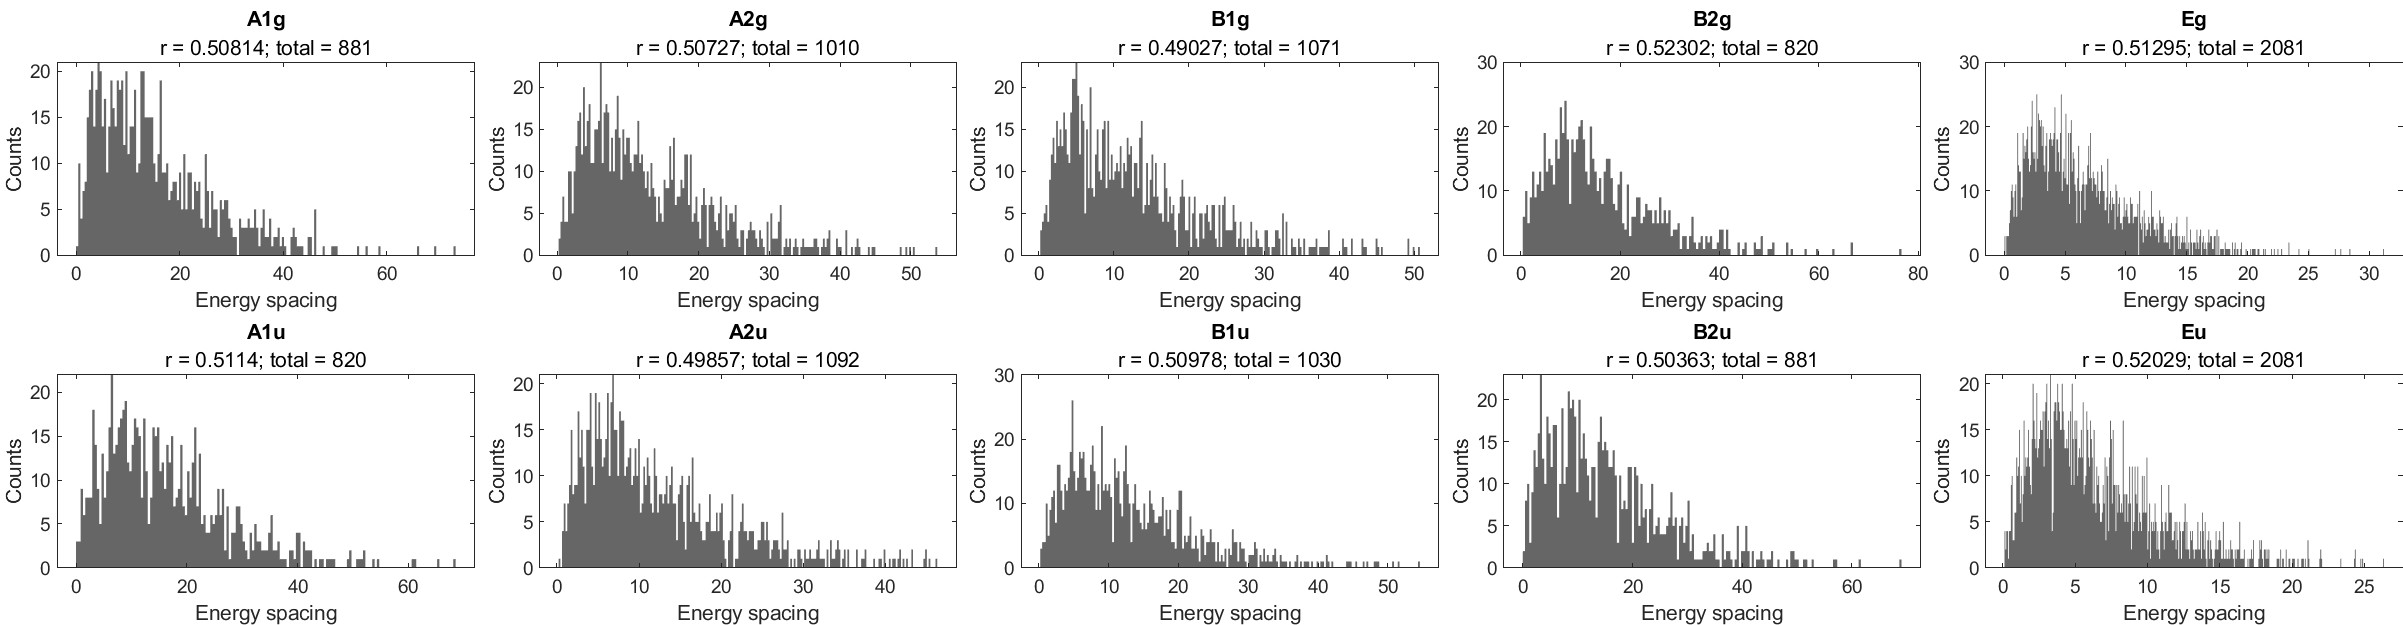 A1g
r = 0.50814; total = 881
20
15
10
5
0
0 20 40 60
Counts
Energy spacing
A2g
r = 0.50727; total = 1010
20
15
10
5
0
0 10 20 30 40 50
Counts
Energy spacing
B1g
r = 0.49027; total = 1071
20
15
10
5
0
0 10 20 30 40 50
Counts
Energy spacing
B2g
r = 0.52302; total = 820
30
20
10
0
0 20 40 60 80
Counts
Energy spacing
Eg
r = 0.51295; total = 2081
30
20
10
0
0 5 10 15 20 25 30
Counts
Energy spacing
A1u
r = 0.5114; total = 820
20
15
10
5
0
0 20 40 60
Counts
Energy spacing
A2u
r = 0.49857; total = 1092
20
15
10
5
0
0 10 20 30 40
Counts
Energy spacing
B1u
r = 0.50978; total = 1030
30
20
10
0
0 10 20 30 40 50
Counts
Energy spacing
B2u
r = 0.50363; total = 881
20
15
10
5
0
0 20 40 60
Counts
Energy spacing
Eu
r = 0.52029; total = 2081
20
15
10
5
0
0 5 10 15 20 25
Counts
Energy spacing